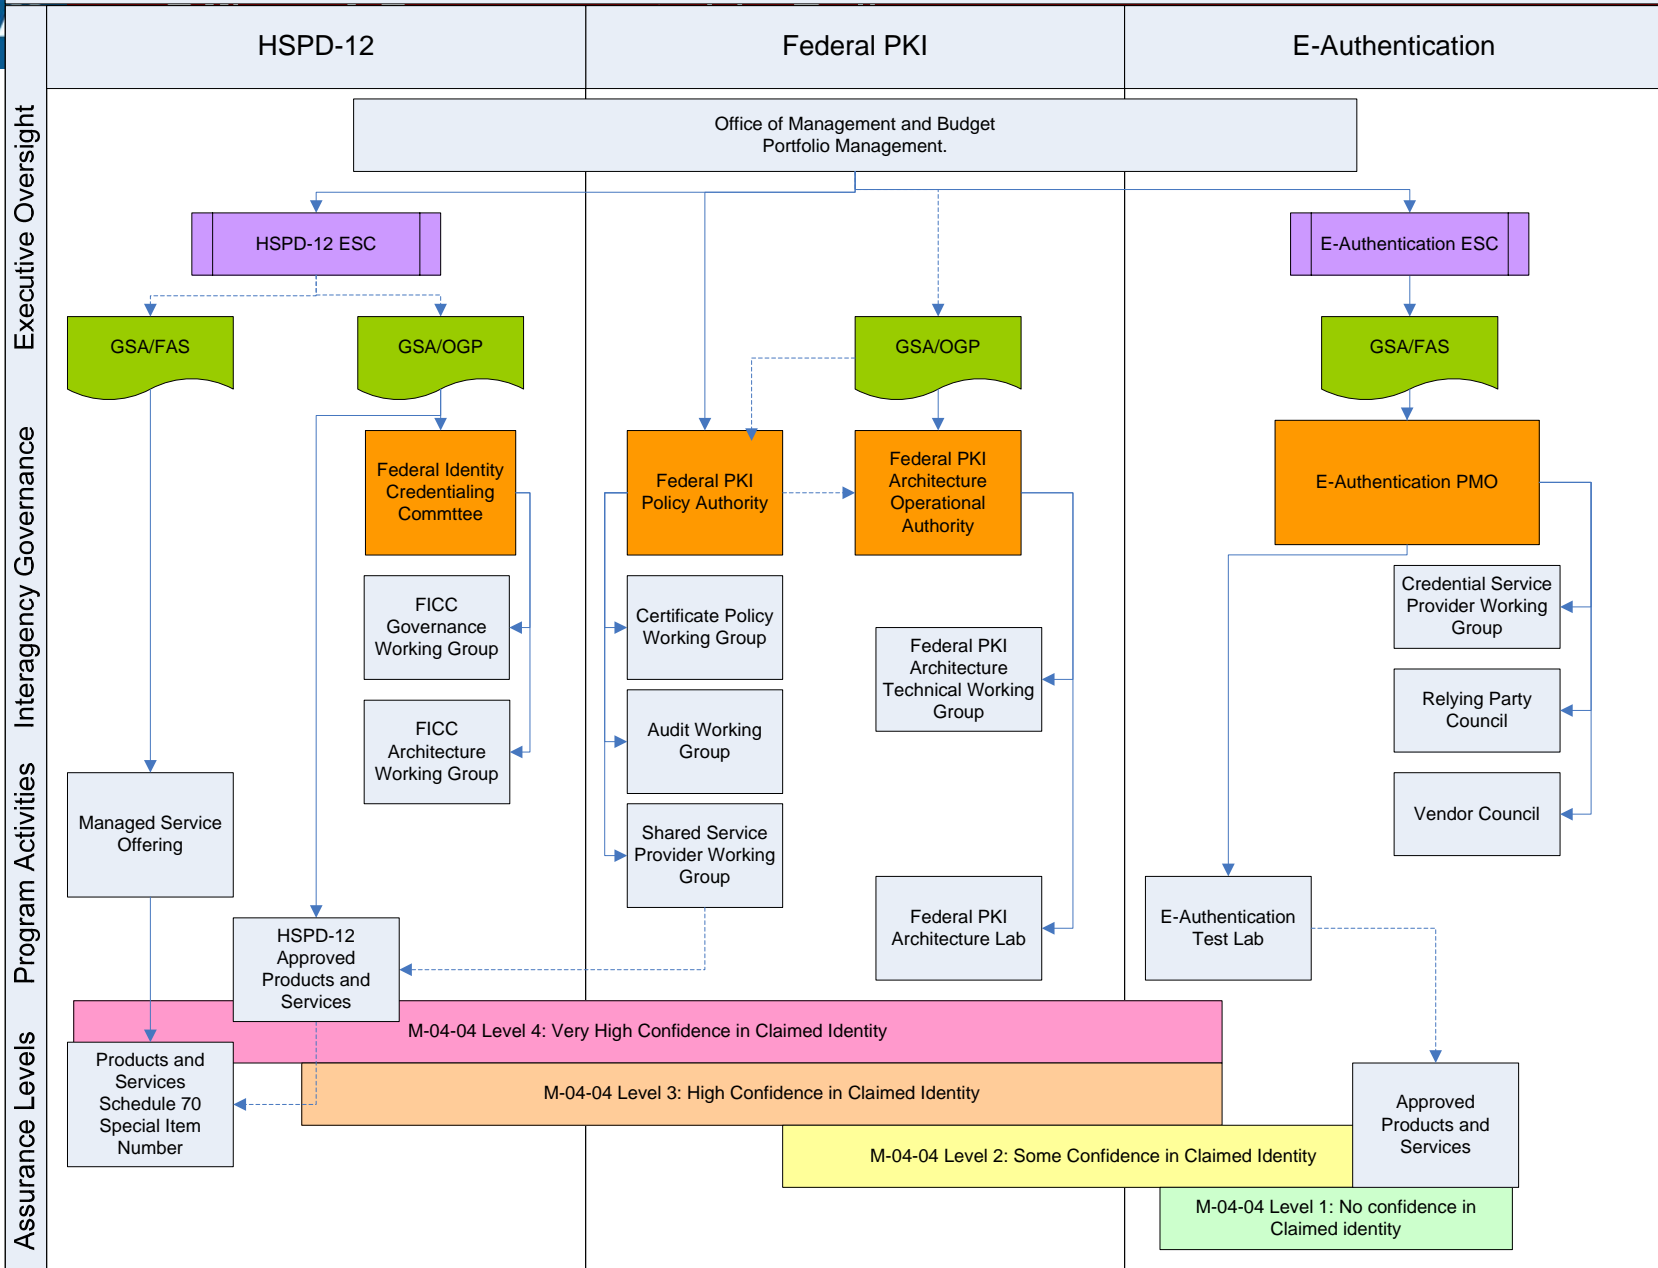 HSPD-12
Federal PKI
E-Authentication
Executive Oversight
Interagency Governance
Program Activities
Assurance Levels
Office of Management and Budget
Portfolio Management.
HSPD-12 ESC
E-Authentication ESC
GSA/FAS
GSA/OGP
GSA/OGP
GSA/FAS
Federal Identity
Credentialing
Commttee
Federal PKI
Policy Authority
Federal PKI
Architecture
Operational
Authority
E-Authentication PMO
FICC
Governance
Working Group
Certificate Policy
Working Group
Federal PKI
Architecture
Technical Working
Group
Credential Service
Provider Working
Group
FICC
Architecture
Working Group
Audit Working
Group
Relying Party
Council
Managed Service
Offering
Shared Service
Provider Working
Group
Vendor Council
HSPD-12
Approved
Products and
Services
Federal PKI
Architecture Lab
E-Authentication
Test Lab
M-04-04 Level 4: Very High Confidence in Claimed Identity
Products and
Services
Schedule 70
Special Item
Number
M-04-04 Level 3: High Confidence in Claimed Identity
Approved
Products and
Services
M-04-04 Level 2: Some Confidence in Claimed Identity
M-04-04 Level 1: No confidence in
Claimed identity